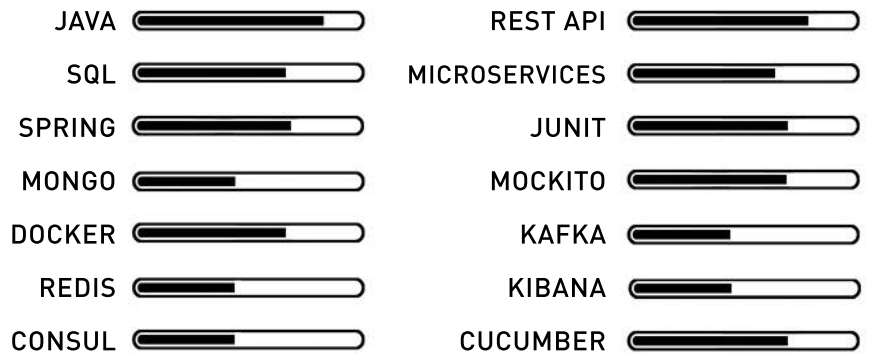 JAVA
SQL
SPRING
MONGO
DOCKER
REDIS
CONSUL
REST API
MICROSERVICES
JUNIT
MOCKITO
KAFKA
KIBANA
CUCUMBER